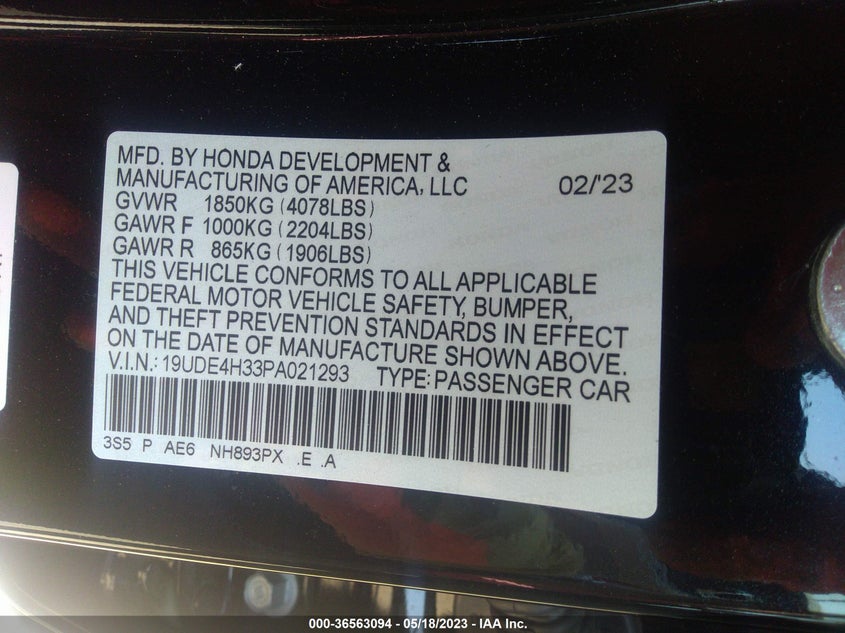 MFD. BY HONDA DEVELOPMENT &
MANUFACTURING OF AMERICA, LLC 02/'23
GVWR 1850KG (4078LBS)
GAWR F 1000KG (2204LBS)
GAWR R 865KG (1906LBS)
THIS VEHICLE CONFORMS TO ALL APPLICABLE
FEDERAL MOTOR VEHICLE SAFETY, BUMPER,
AND THEFT PREVENTION STANDARDS IN EFFECT
ON THE DATE OF MANUFACTURE SHOWN ABOVE.
V.I.N.: 19UDE4H33PA021293 TYPE: PASSENGER CAR
3S5 P AE6 NH893PX .E .A
000-36563094 - 05/18/2023 - IAA Inc.